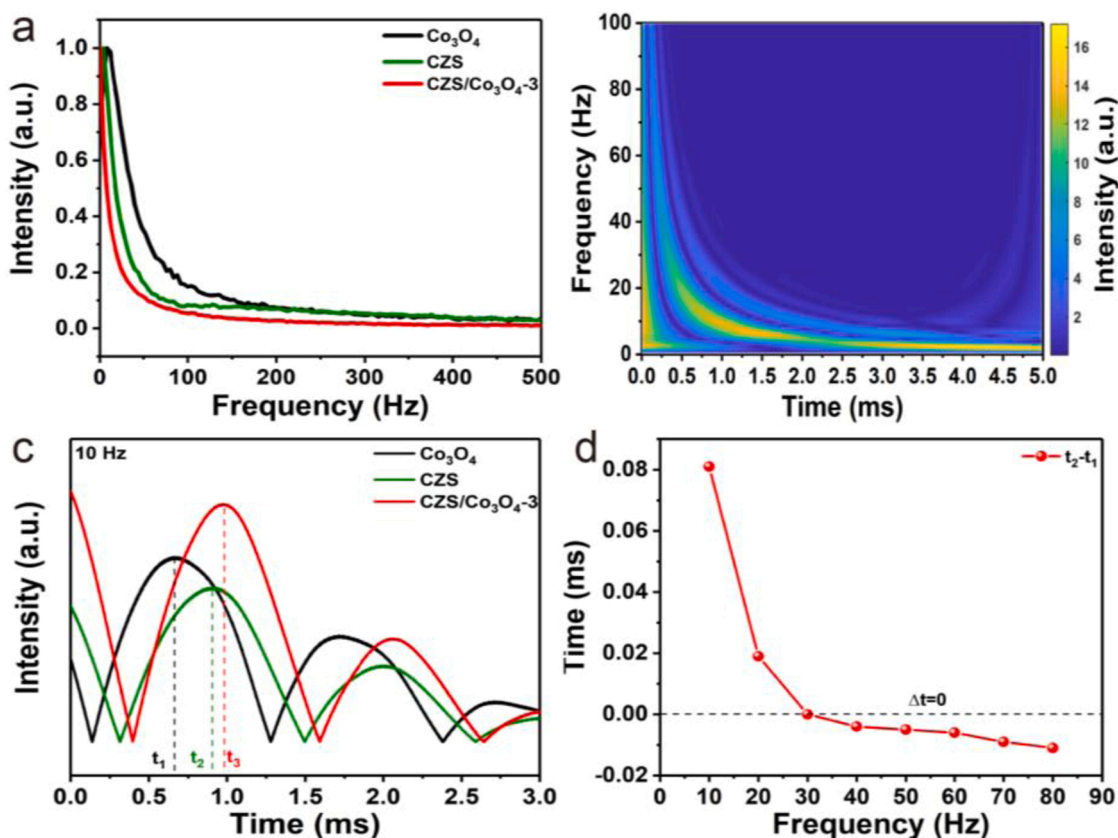 a
Co₃O₄
CZS
CZS/Co₃O₄-3
1.0
0.8
0.6
0.4
0.2
0.0
Intensity (a.u.)
0 100 200 300 400 500
Frequency (Hz)
100
80
60
40
20
0
Frequency (Hz)
0.0 0.5 1.0 1.5 2.0 2.5 3.0 3.5 4.0 4.5 5.0
Time (ms)
16
14
12
10
8
6
4
2
Intensity (a.u.)
c
10 Hz
Co₃O₄
CZS
CZS/Co₃O₄-3
Intensity (a.u.)
t₁ t₂ t₃
0.0 0.5 1.0 1.5 2.0 2.5 3.0
Time (ms)
d
t₂-t₁
0.08
0.06
0.04
0.02
0.00
-0.02
Time (ms)
Δt=0
0 10 20 30 40 50 60 70 80 90
Frequency (Hz)